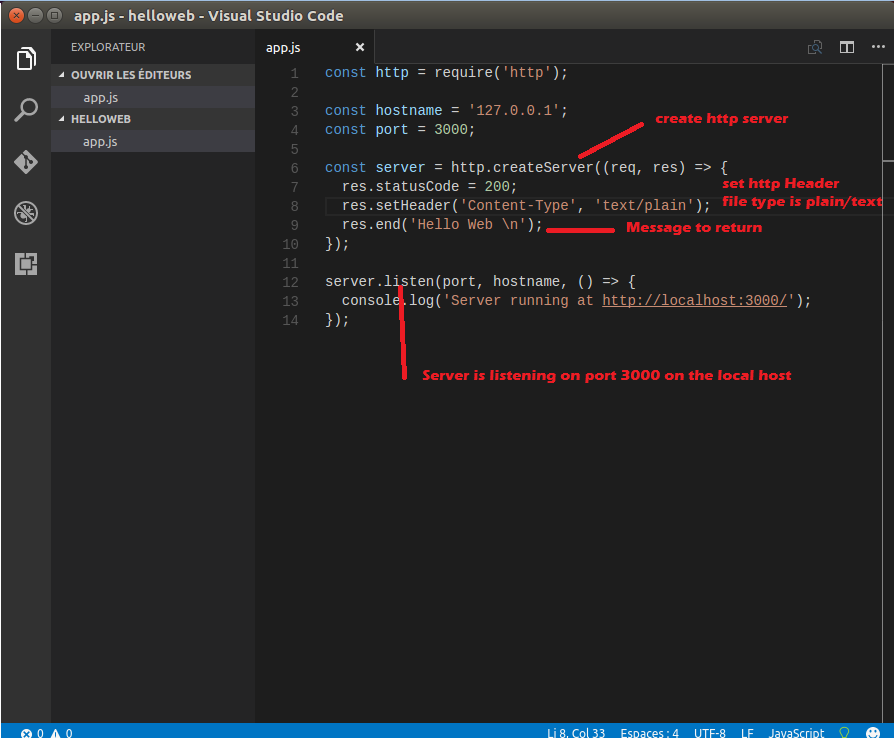 app.js - helloweb - Visual Studio Code
EXPLORATEUR
OUVRIR LES ÉDITEURS
app.js
HELLOWEB
app.js
app.js
1 const http = require('http');
2
3 const hostname = '127.0.0.1';
4 const port = 3000;
5
6 const server = http.createServer((req, res) => {
7 res.statusCode = 200;
8 res.setHeader('Content-Type', 'text/plain');
9 res.end('Hello Web \n');
10 });
11
12 server.listen(port, hostname, () => {
13 console.log('Server running at http://localhost:3000/');
14 });
create http server
set http Header
file type is plain/text
Message to return
Server is listening on port 3000 on the local host
0 0 Li 8, Col 33 Espaces : 4 UTF-8 LF JavaScript